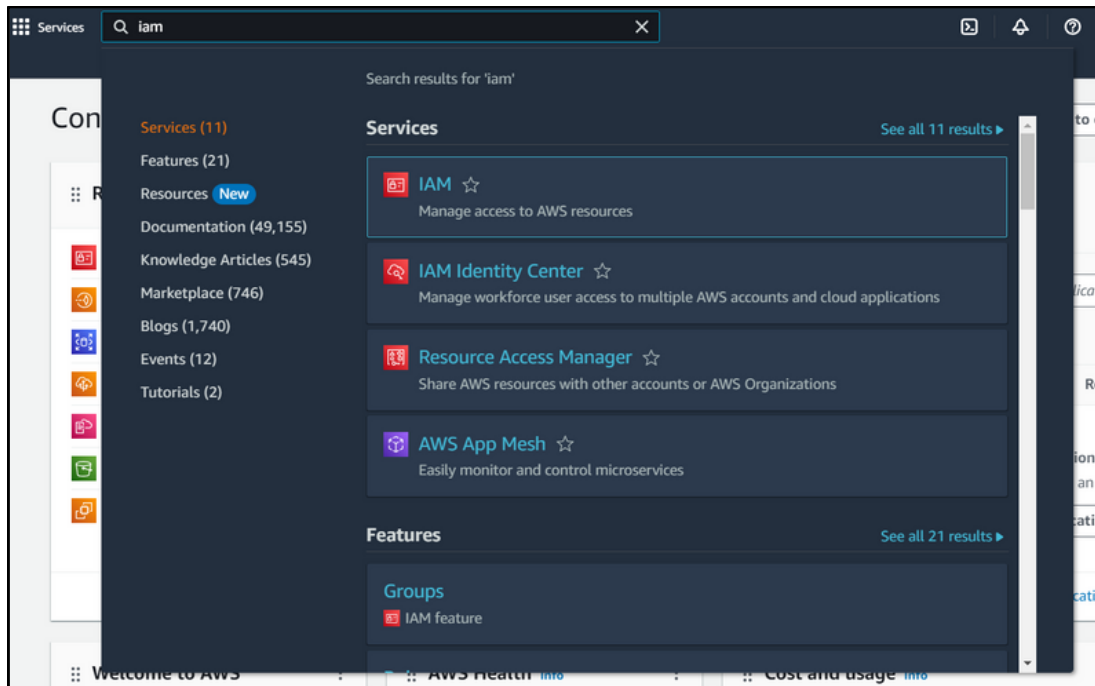 Services
iam
Search results for 'iam'
Con
Services (11)
Features (21)
Resources New
Documentation (49,155)
Knowledge Articles (545)
Marketplace (746)
Blogs (1,740)
Events (12)
Tutorials (2)
Services
See all 11 results
IAM
Manage access to AWS resources
IAM Identity Center
Manage workforce user access to multiple AWS accounts and cloud applications
Resource Access Manager
Share AWS resources with other accounts or AWS Organizations
AWS App Mesh
Easily monitor and control microservices
Features
See all 21 results
Groups
IAM feature
to
an
Welcome to AWS
AWS Health Info
Cost and usage Info